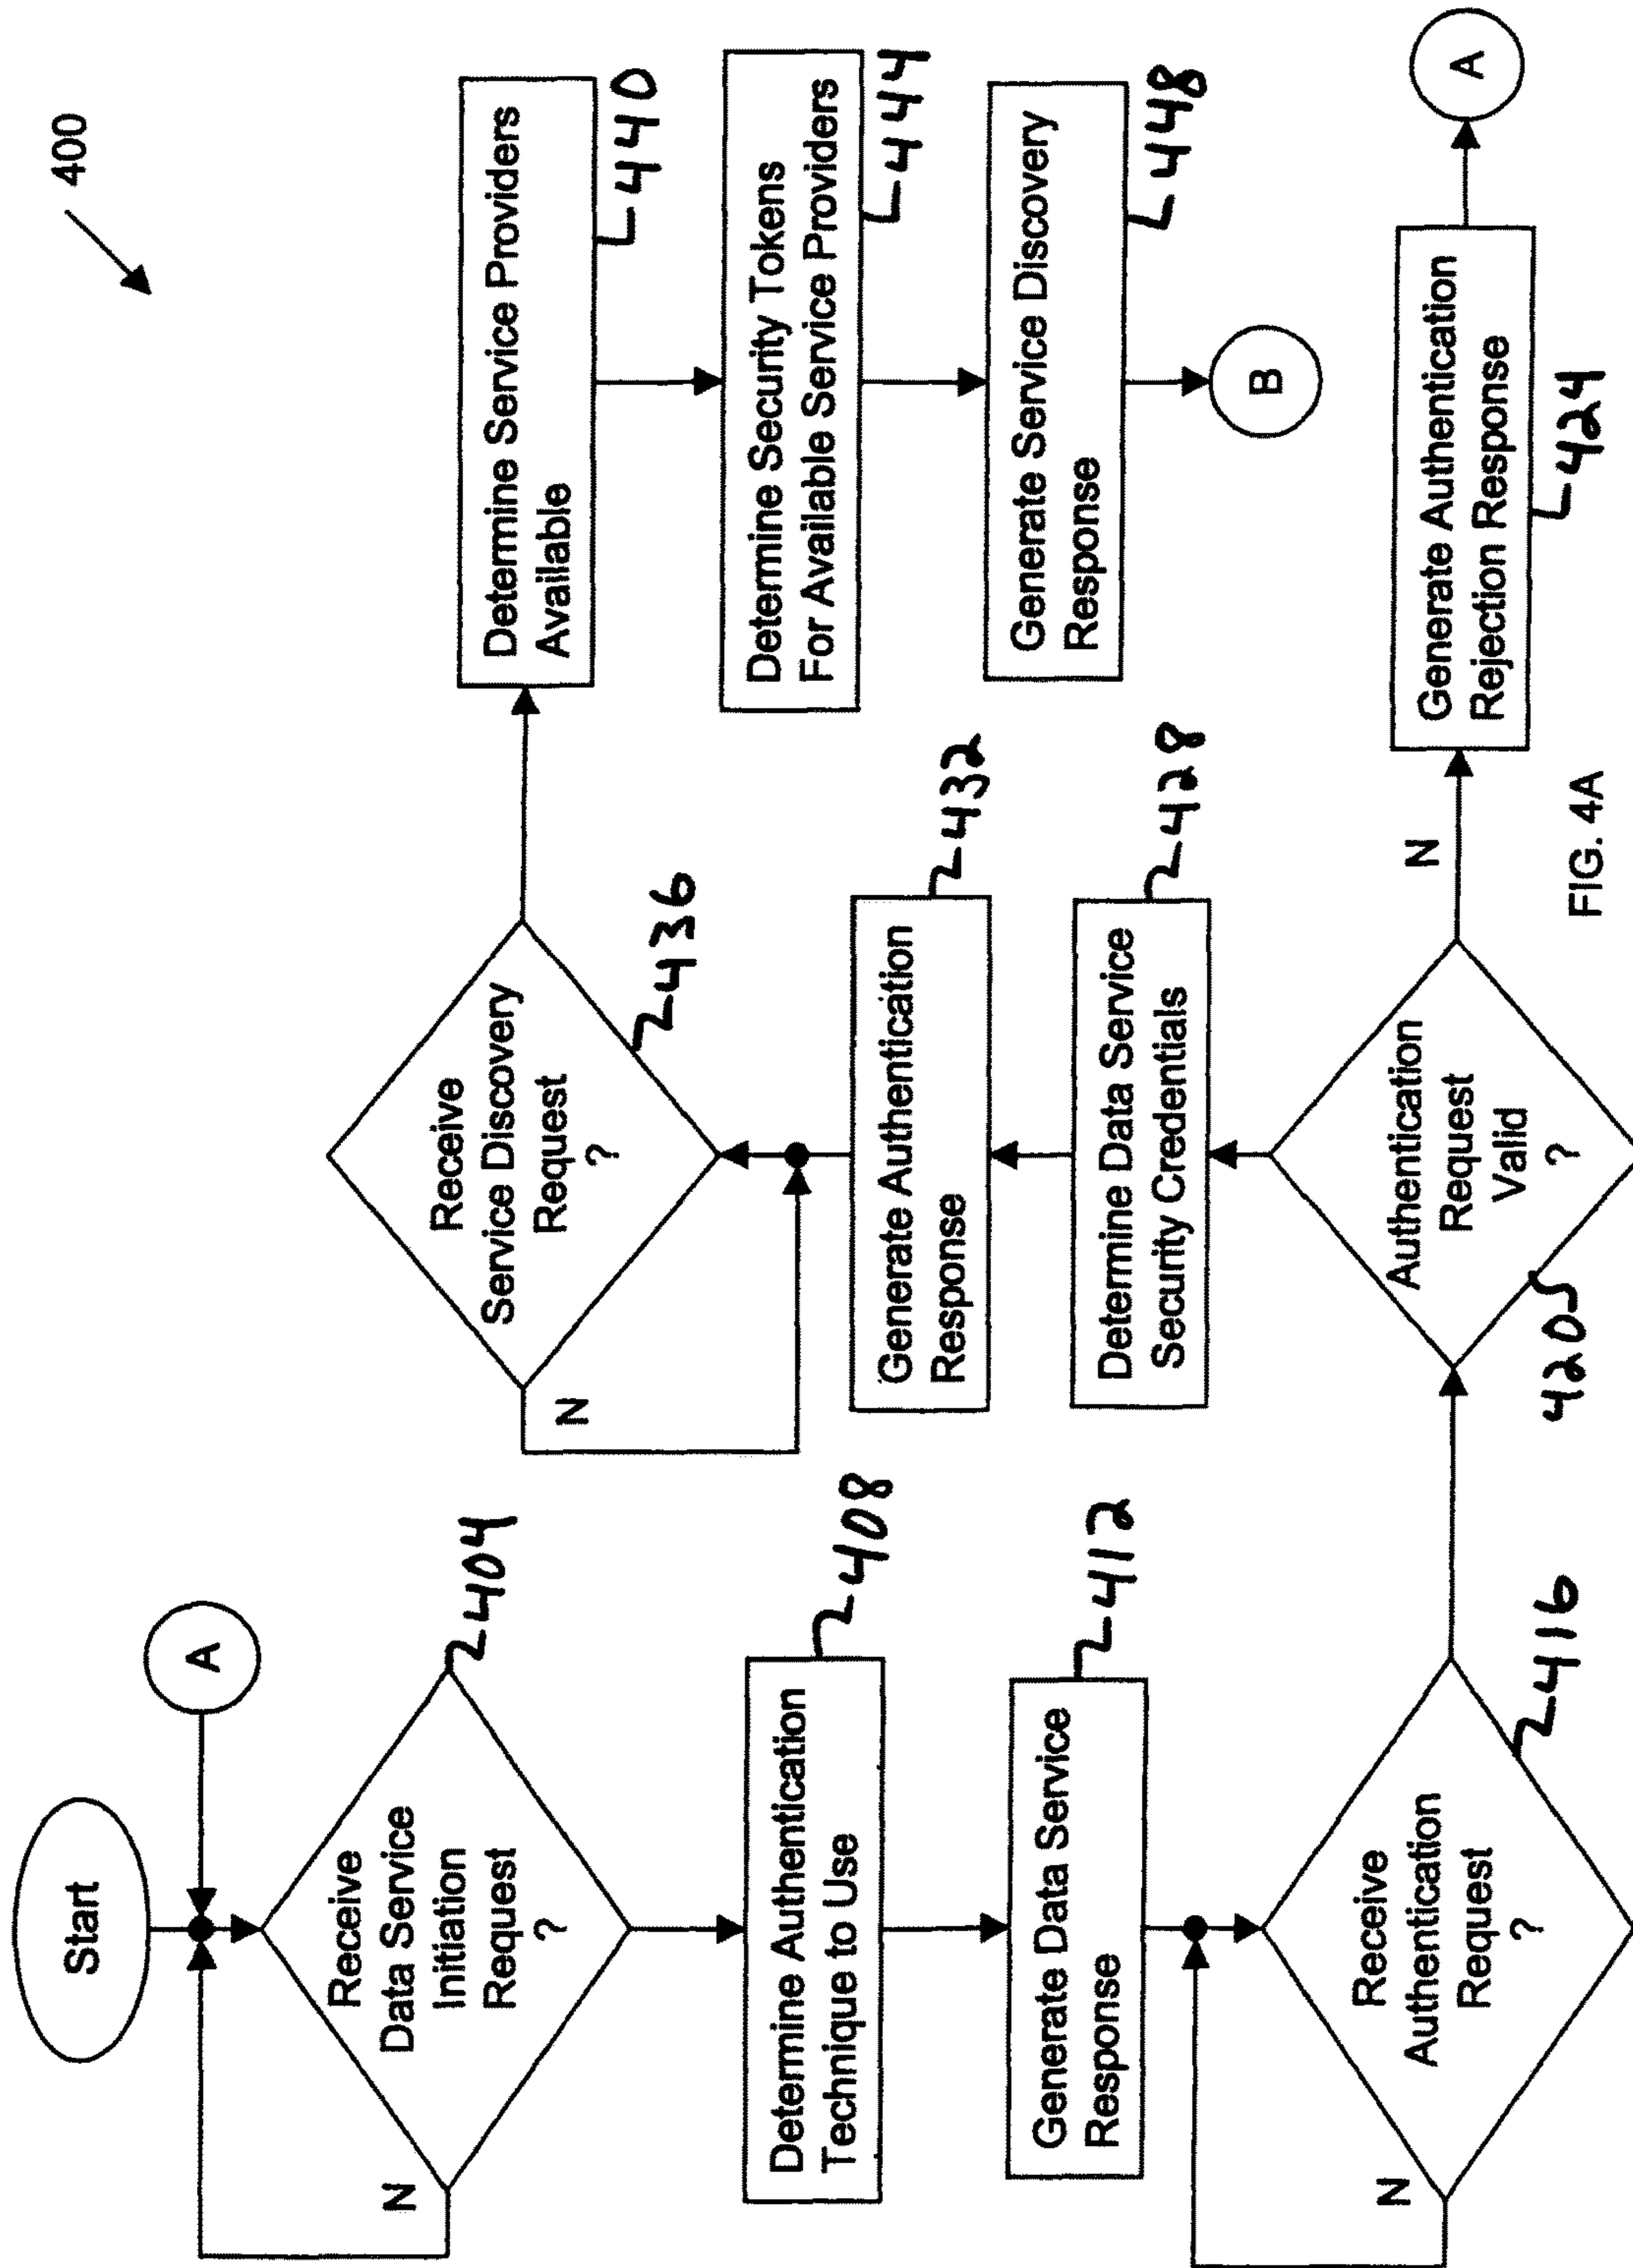 400
Start
A
Receive
Data Service
Initiation
Request
?
404
N
Determine Authentication
Technique to Use
408
Generate Data Service
Response
412
Receive
Authentication
Request
?
416
N
Authentication
Request
Valid
?
420
N
Generate Authentication
Rejection Response
424
A
Determine Data Service
Security Credentials
428
Generate Authentication
Response
432
Receive
Service Discovery
Request
?
436
N
Determine Service Providers
Available
440
Determine Security Tokens
For Available Service Providers
444
Generate Service Discovery
Response
448
B
FIG. 4A